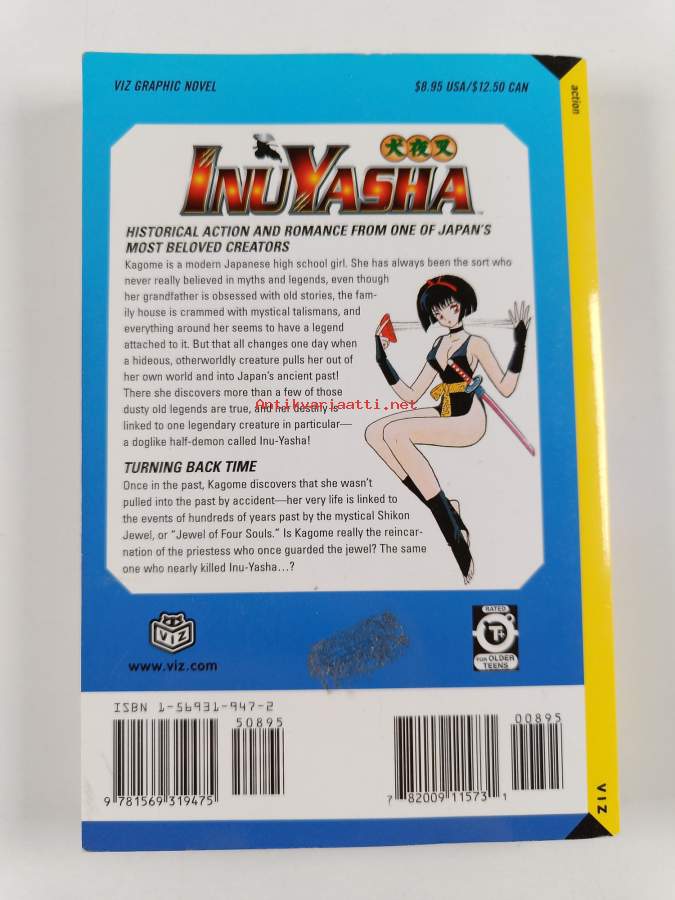 VIZ GRAPHIC NOVEL
$8.95 USA/$12.50 CAN
action
犬夜叉
INUYASHA
TM
HISTORICAL ACTION AND ROMANCE FROM ONE OF JAPAN'S
MOST BELOVED CREATORS
Kagome is a modern Japanese high school girl. She has always been the sort who
never really believed in myths and legends, even though
her grandfather is obsessed with old stories, the fam-
ily house is crammed with mystical talismans, and
everything around her seems to have a legend
attached to it. But that all changes one day when
a hideous, otherworldly creature pulls her out of
her own world and into Japan's ancient past!
There she discovers more than a few of those
dusty old legends are true, and her destiny is
linked to one legendary creature in particular—
a doglike half-demon called Inu-Yasha!
Antikvariaatti.net
TURNING BACK TIME
Once in the past, Kagome discovers that she wasn't
pulled into the past by accident—her very life is linked to
the events of hundreds of years past by the mystical Shikon
Jewel, or "Jewel of Four Souls." Is Kagome really the reincar-
nation of the priestess who once guarded the jewel? The same
one who nearly killed Inu-Yasha...?
VIZ
www.viz.com
RATED
T+
FOR OLDER
TEENS
ISBN 1-56931-947-2
50895
9 781569 319475
00895
7 82009 11573 1
VIZ